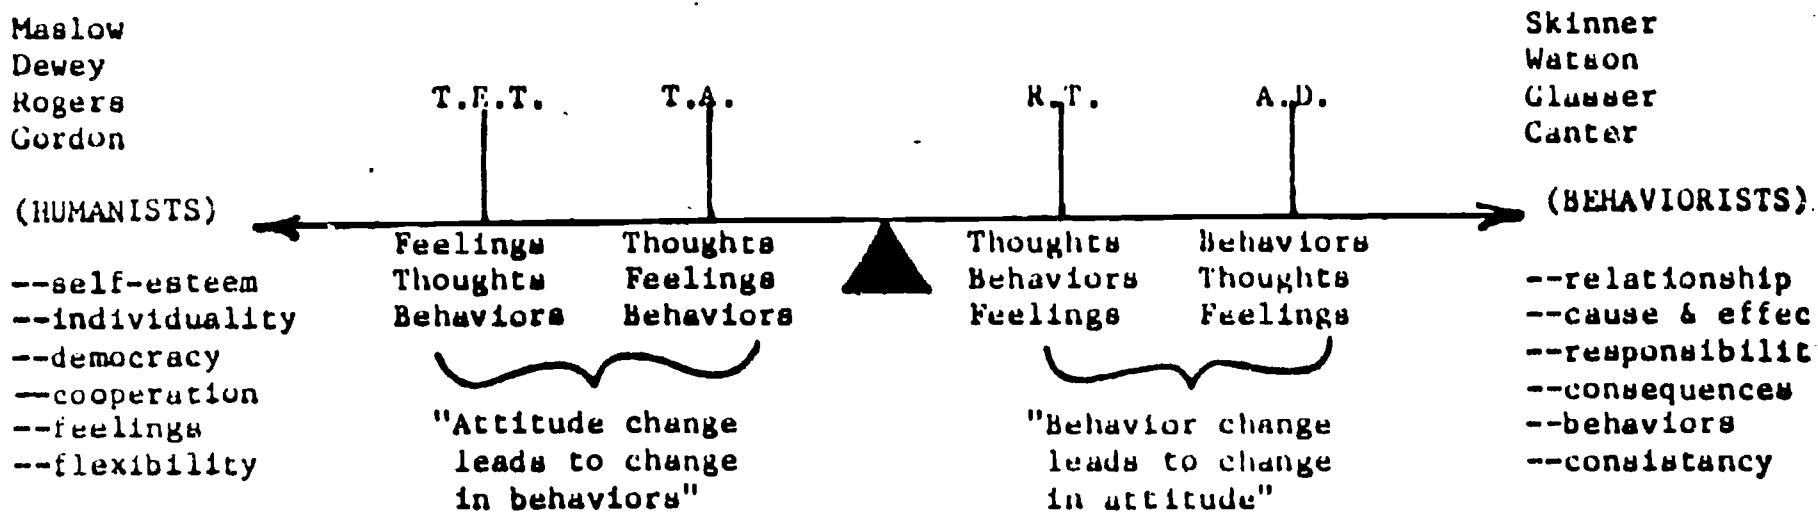 Maslow
Dewey
Rogers
Gordon
(HUMANISTS)
--self-esteem
--individuality
--democracy
--cooperation
--feelings
--flexibility
T.E.T.
Feelings
Thoughts
Behaviors
T.A.
Thoughts
Feelings
Behaviors
"Attitude change
leads to change
in behaviors"
R.T.
Thoughts
Behaviors
Feelings
A.D.
Behaviors
Thoughts
Feelings
"Behavior change
leads to change
in attitude"
Skinner
Watson
Glasser
Canter
(BEHAVIORISTS)
--relationship
--cause & effec
--responsibilit
--consequences
--behaviors
--consistancy